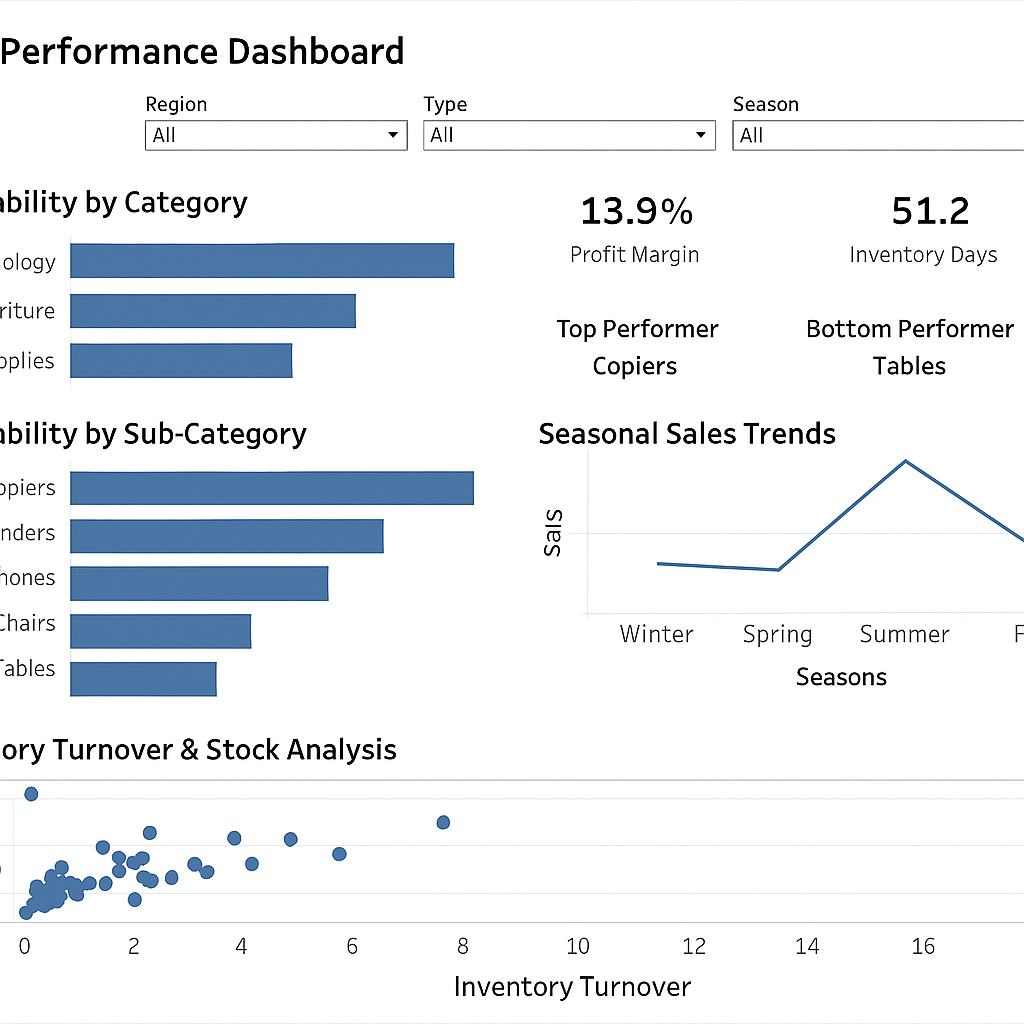 Performance Dashboard
Region
Type
Season
All
All
All
ability by Category
ology
riture
pplies
13.9%
Profit Margin
51.2
Inventory Days
Top Performer
Copiers
Bottom Performer
Tables
ability by Sub-Category
opiers
nders
hones
Chairs
Tables
Seasonal Sales Trends
Sals
Winter
Spring
Summer
F
Seasons
ory Turnover & Stock Analysis
0
2
4
6
8
10
12
14
16
Inventory Turnover